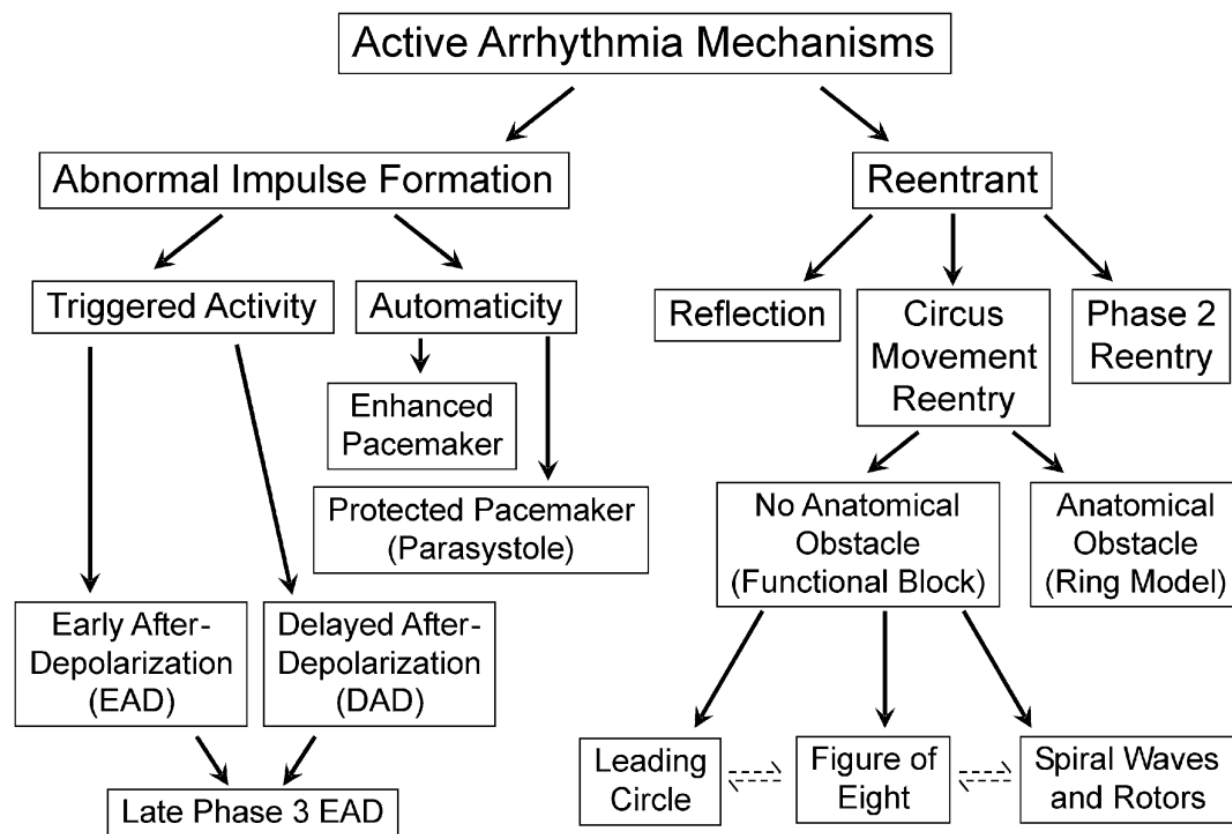 Active Arrhythmia Mechanisms
Abnormal Impulse Formation
Reentrant
Triggered Activity
Automaticity
Reflection
Circus
Movement
Reentry
Phase 2
Reentry
Enhanced
Pacemaker
Protected Pacemaker
(Parasystole)
No Anatomical
Obstacle
(Functional Block)
Anatomical
Obstacle
(Ring Model)
Early After-
Depolarization
(EAD)
Delayed After-
Depolarization
(DAD)
Late Phase 3 EAD
Leading
Circle
Figure of
Eight
Spiral Waves
and Rotors